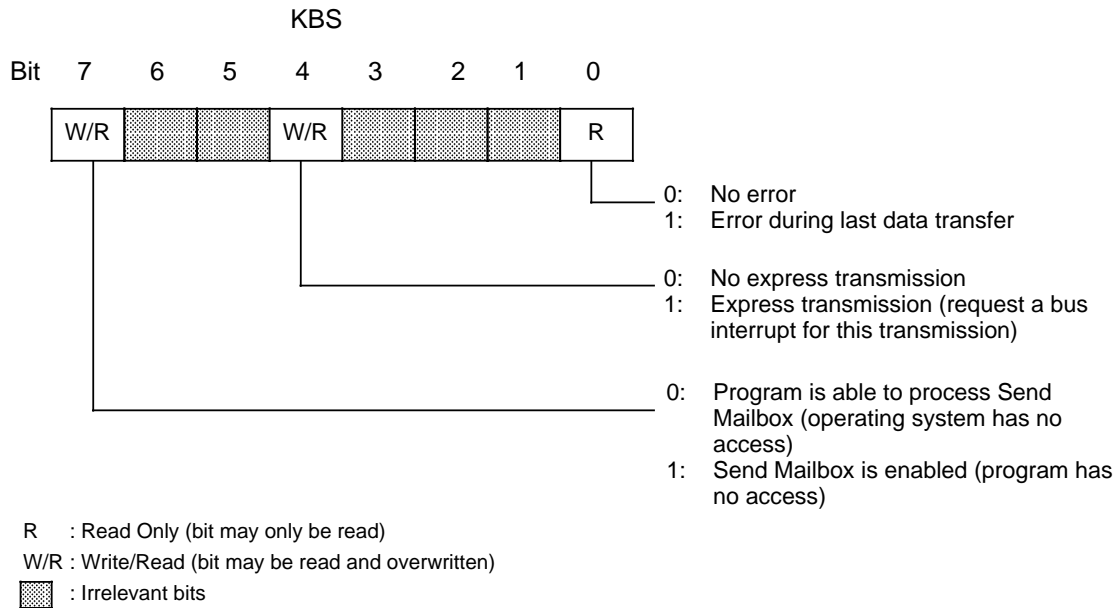 KBS
Bit 7 6 5 4 3 2 1 0
W/R W/R R
0: No error
1: Error during last data transfer
0: No express transmission
1: Express transmission (request a bus
interrupt for this transmission)
0: Program is able to process Send
Mailbox (operating system has no
access)
1: Send Mailbox is enabled (program has
no access)
R : Read Only (bit may only be read)
W/R : Write/Read (bit may be read and overwritten)
: Irrelevant bits